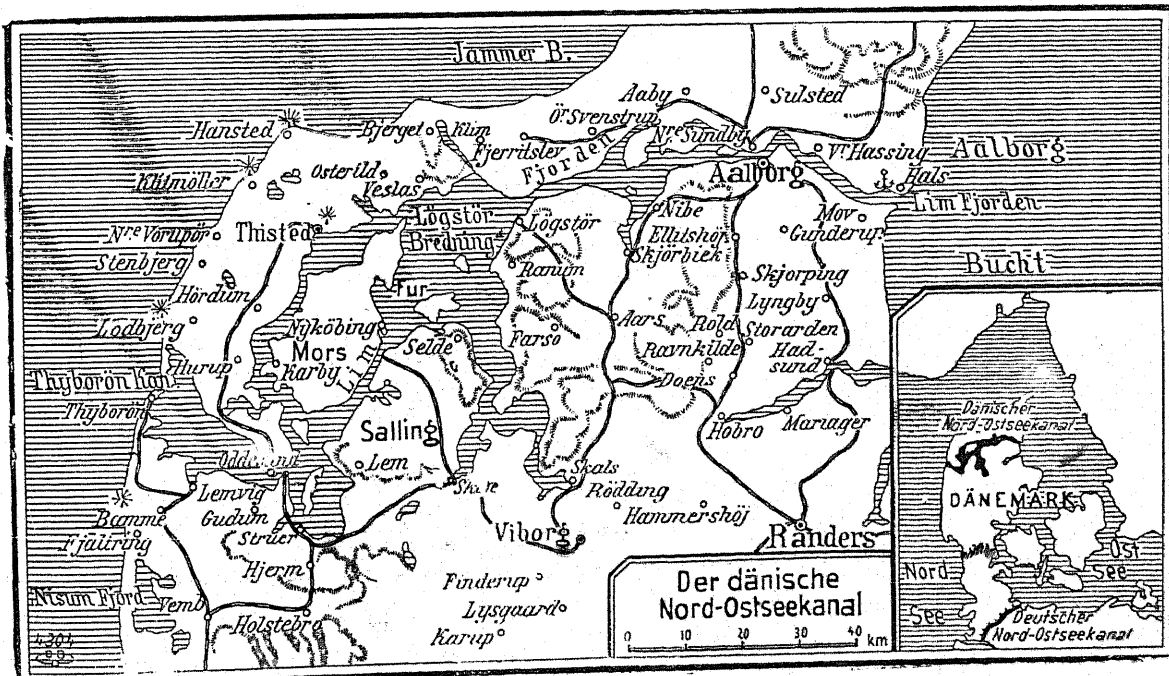 Jammer B.
Aaby
Sulsted
Hansted
Bjerget
Klim
Ör Svenstrup
Nre Sundby
Fjerritslev
Vr Hassing
Aalborg
Klitmöller
Osterild
Veslas
Fjorden
Aalborg
Hals
Lim Fjorden
Nre Vorupör
Thisted
Lögstör
Bredning
Lögstör
Nibe
Mov
Ellitshöj
Gunderup
Stenbjerg
Ranum
Skjörbiek
Skjorping
Bucht
Hördum
Fur
Lyngby
Lodbjerg
Nyköbing
Selde
Farsö
Aars
Rold
Storarden
Hurup
Mors
Karby
Ravnkilde
Had-
sund
Thyborön Kan.
Doens
Thyborön
Dänischer
Nord-Ostseekanal
Salling
Hobro
Mariager
Lem
Skals
Lemvig
Rödding
DÄNEMARK
Bomme
Gudum
Hammershöj
Fjaltring
Struer
Viborg
Randers
Hjerm
Ost
See
Finderup
Der dänische
Nord-Ostseekanal
Nord
See
Nisum Fjord
Vemb
Lysgaard
Holstebro
Karup
0 10 20 30 40
km
Deutscher
Nord-Ostseekanal
4304